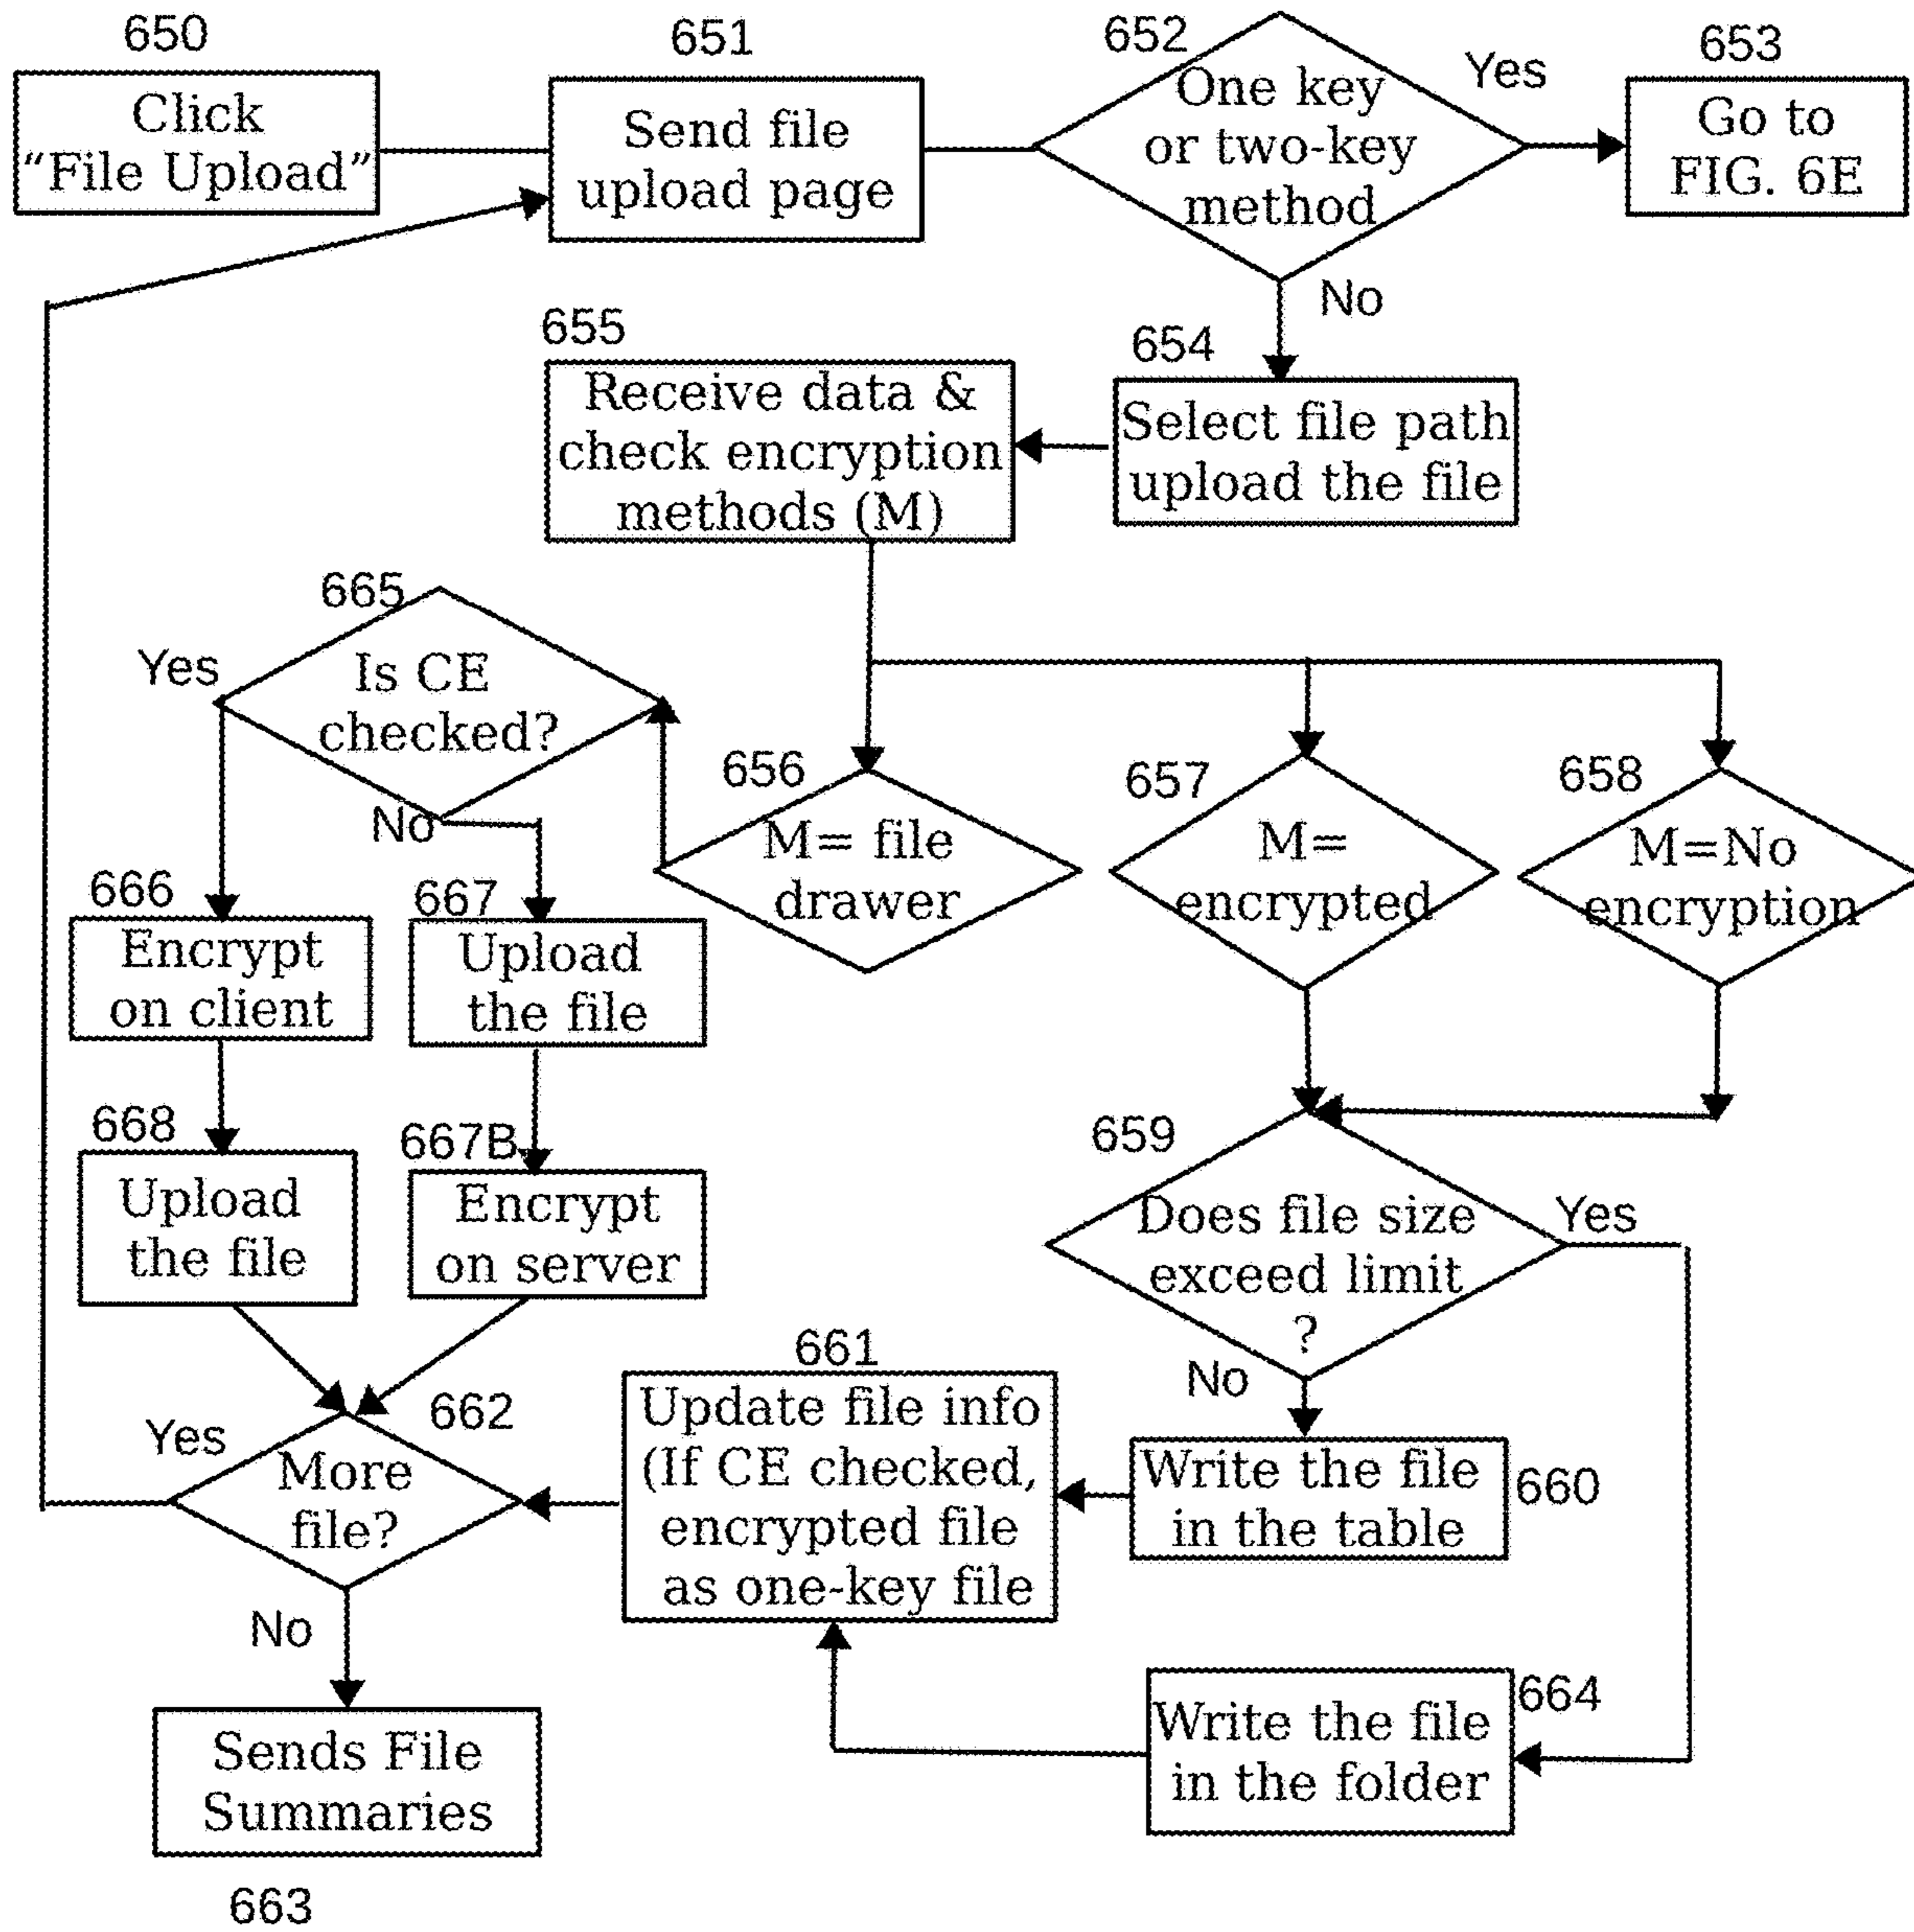 650
Click
“File Upload”
651
Send file
upload page
652
One key
or two-key
method
Yes
653
Go to
FIG. 6E
No
654
Select file path
upload the file
655
Receive data &
check encryption
methods (M)
665
Yes
Is CE
checked?
No
656
M= file
drawer
657
M=
encrypted
658
M=No
encryption
666
Encrypt
on client
667
Upload
the file
668
Upload
the file
667B
Encrypt
on server
659
Does file size
exceed limit
?
Yes
No
660
Write the file
in the table
661
Update file info
(If CE checked,
encrypted file
as one-key file
662
Yes
More
file?
No
664
Write the file
in the folder
Sends File
Summaries
663